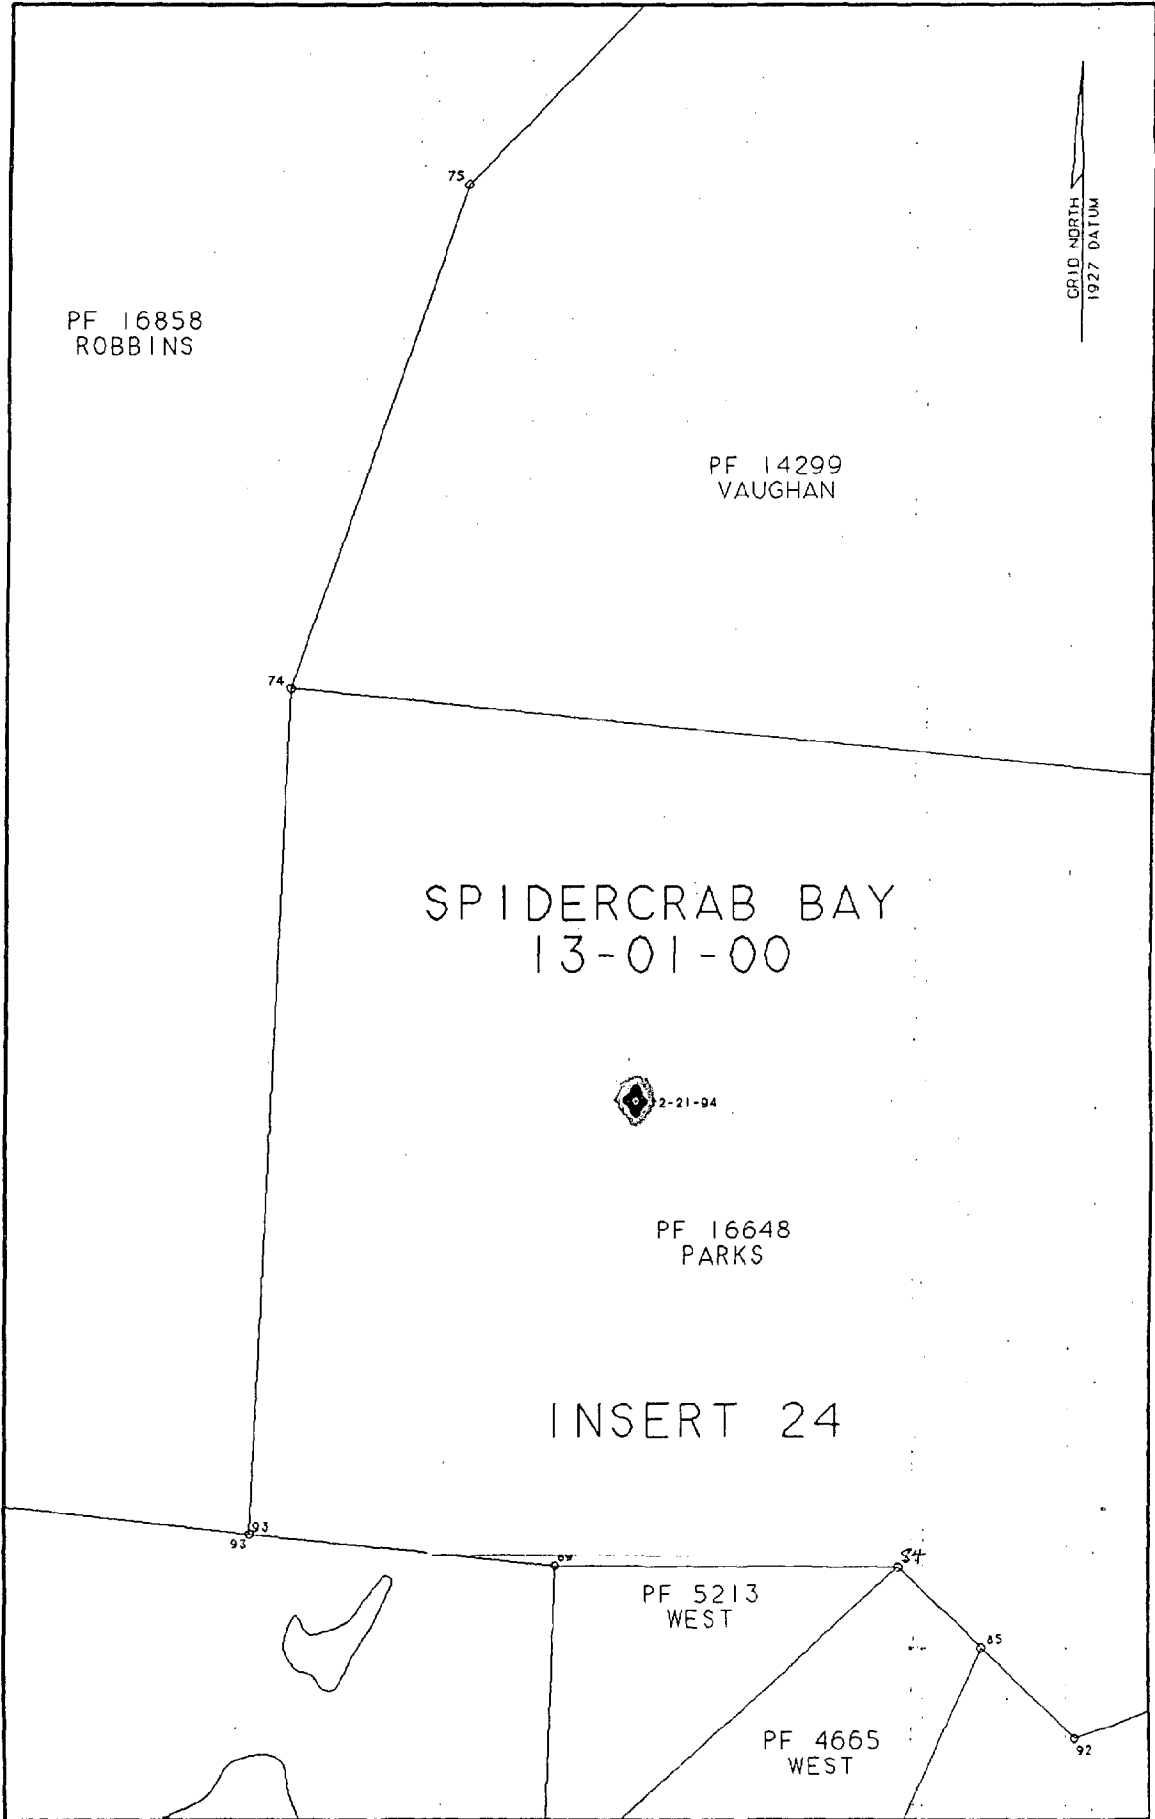 75
GRID NORTH
1927 DATUM
PF 16858
ROBBINS
PF 14299
VAUGHAN
74
SPIDERCRAB BAY
13-01-00
2-21-94
PF 16648
PARKS
INSERT 24
93
93
84
PF 5213
WEST
85
PF 4665
WEST
92